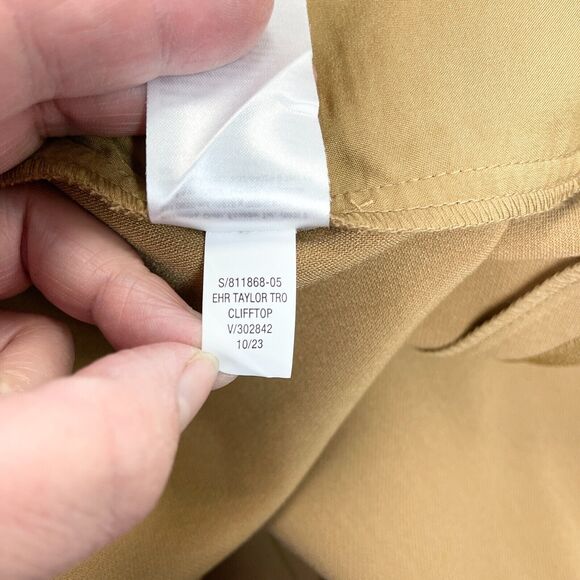 S/811868-05
EHR TAYLOR TRO
CLIFFTOP
V/302842
10/23